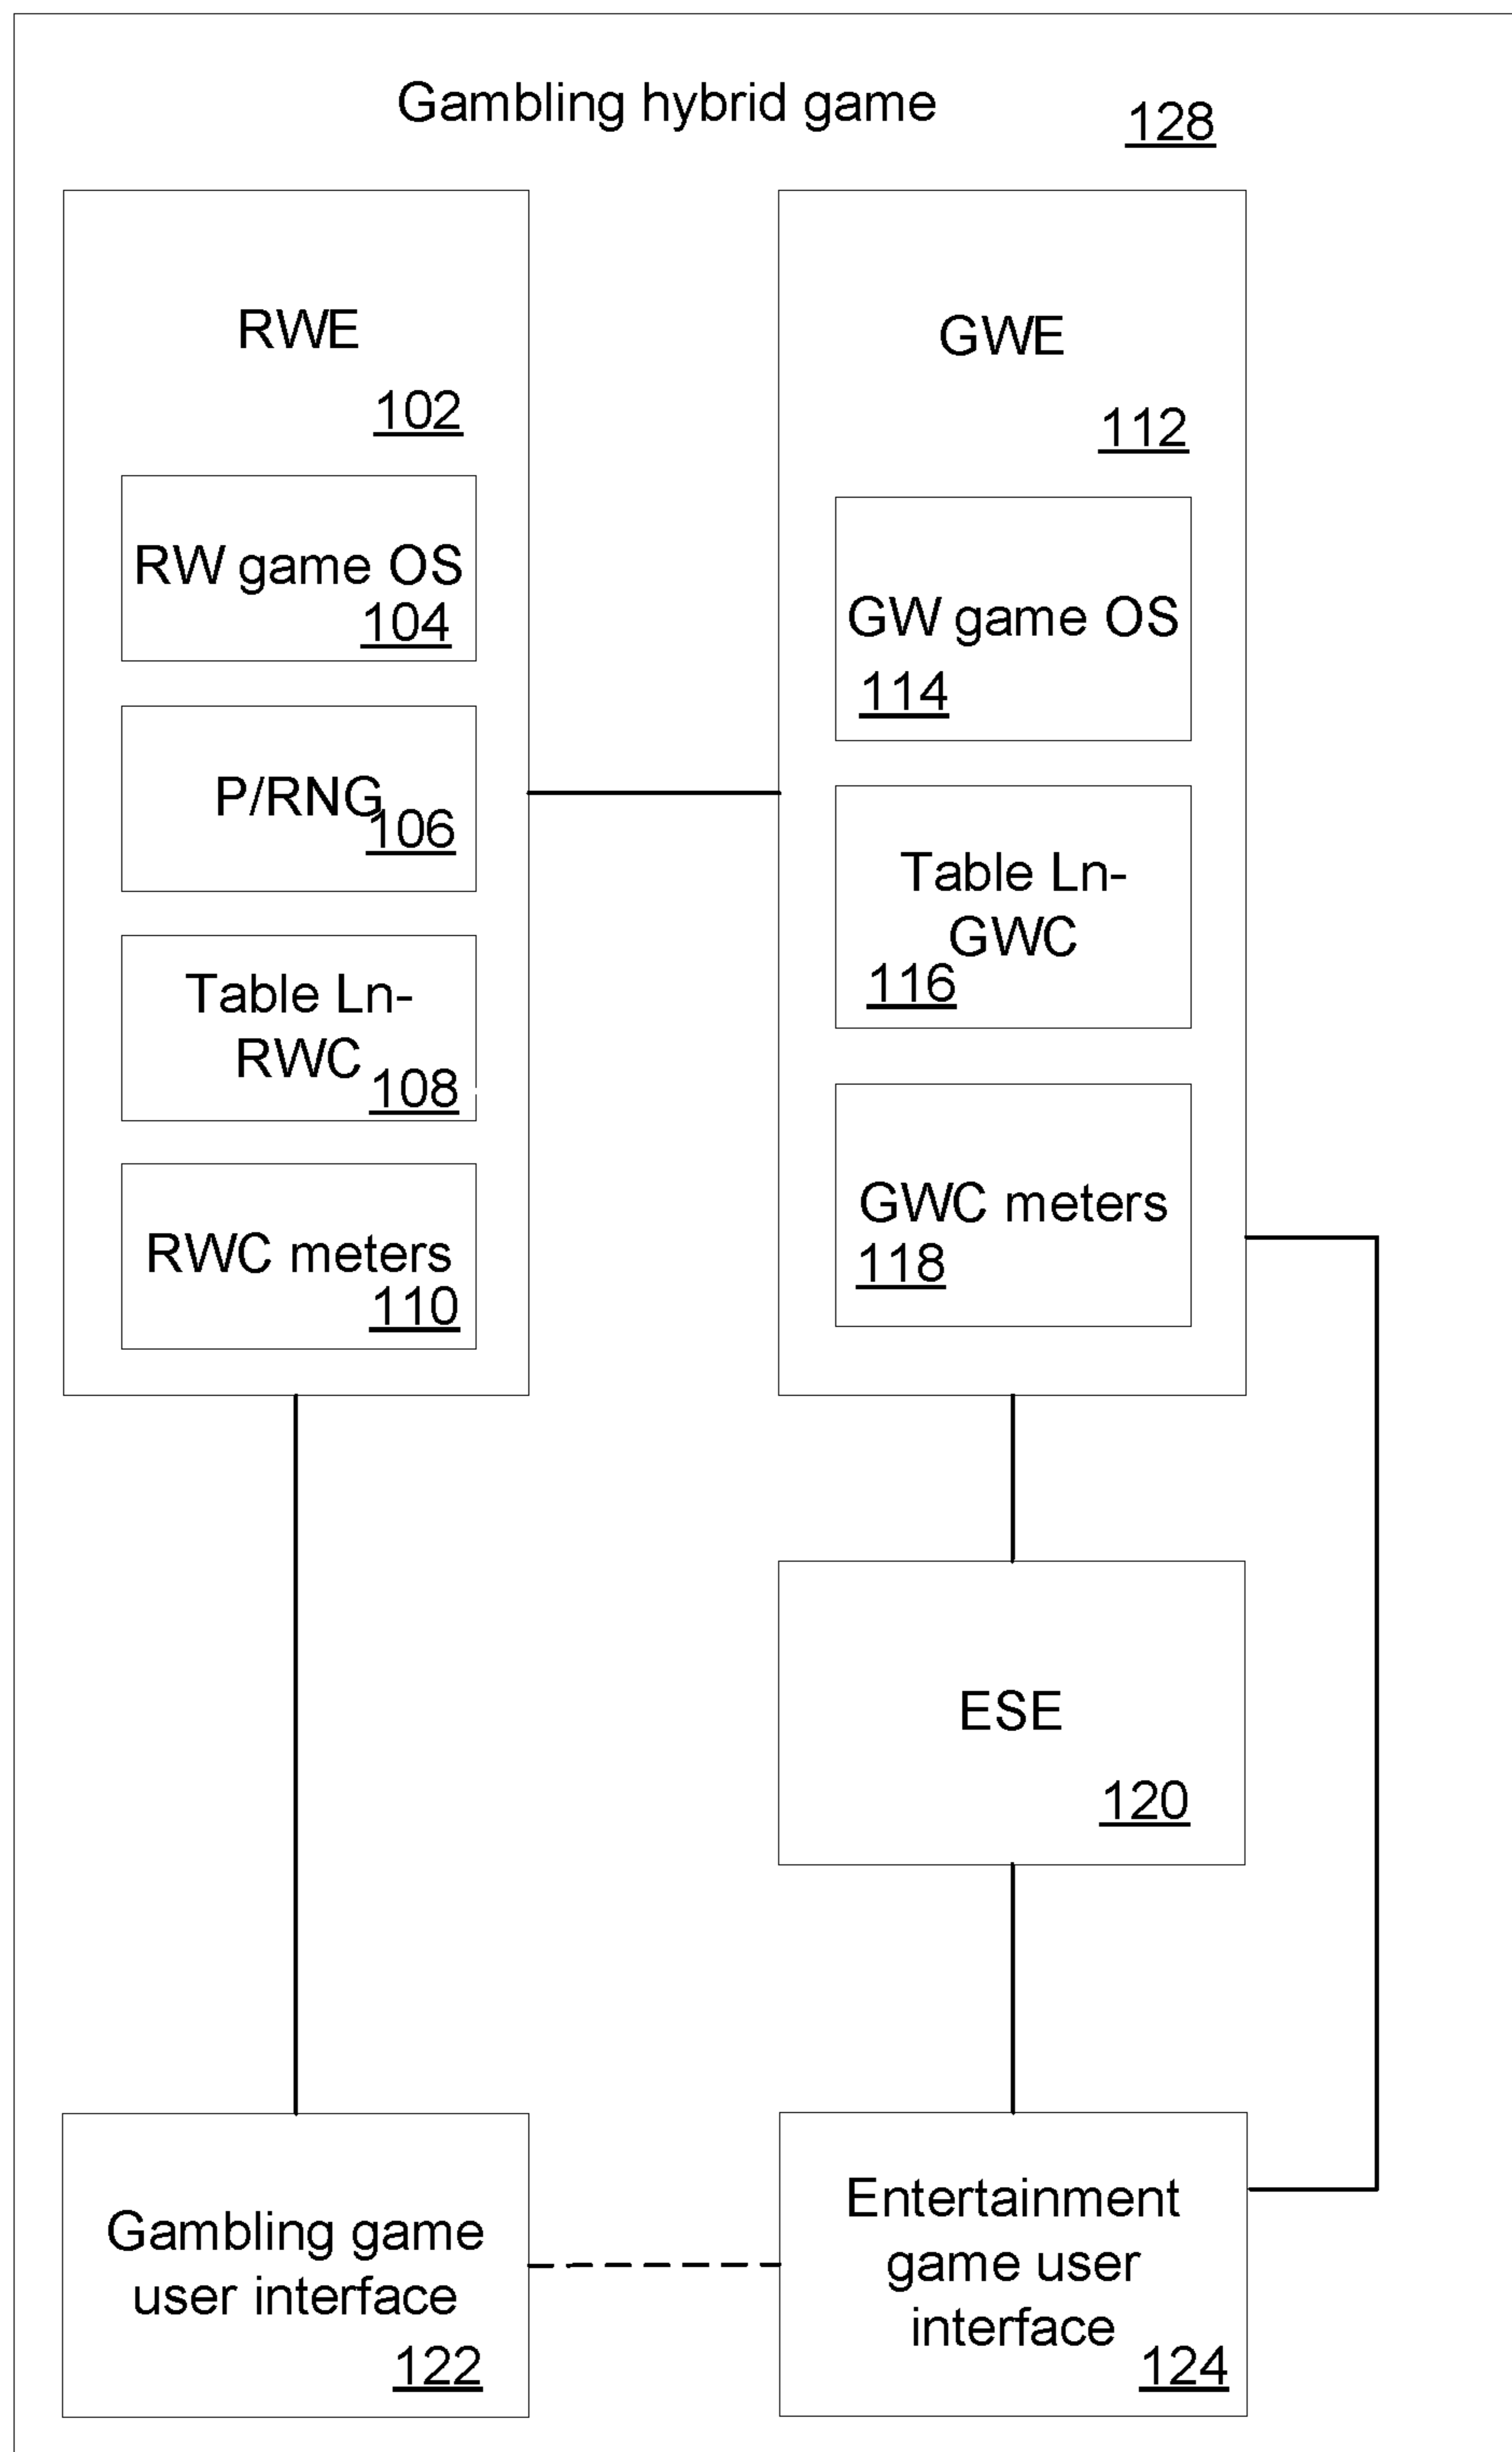 Gambling hybrid game
128
RWE
102
RW game OS
104
P/RNG
106
Table Ln-
RWC
108
RWC meters
110
GWE
112
GW game OS
114
Table Ln-
GWC
116
GWC meters
118
ESE
120
Gambling game
user interface
122
Entertainment
game user
interface
124